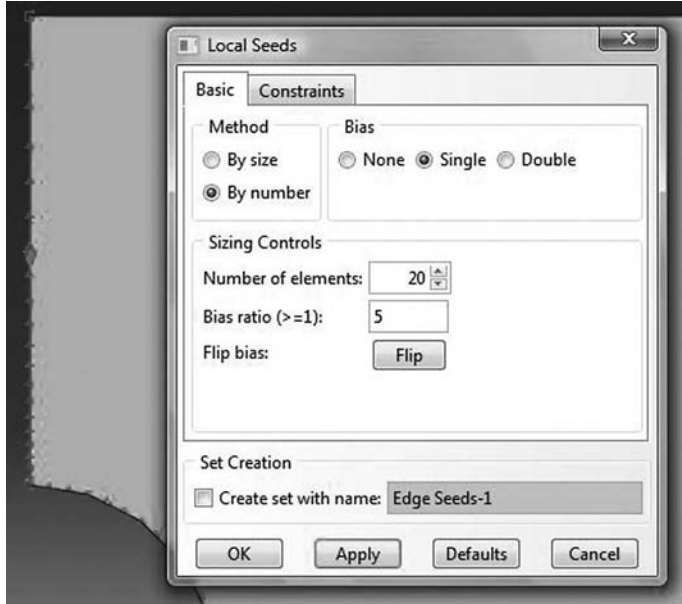 Local Seeds
Basic Constraints
Method
By size
By number
Bias
None Single Double
Sizing Controls
Number of elements: 20
Bias ratio (>=1): 5
Flip bias: Flip
Set Creation
Create set with name: Edge Seeds-1
OK Apply Defaults Cancel